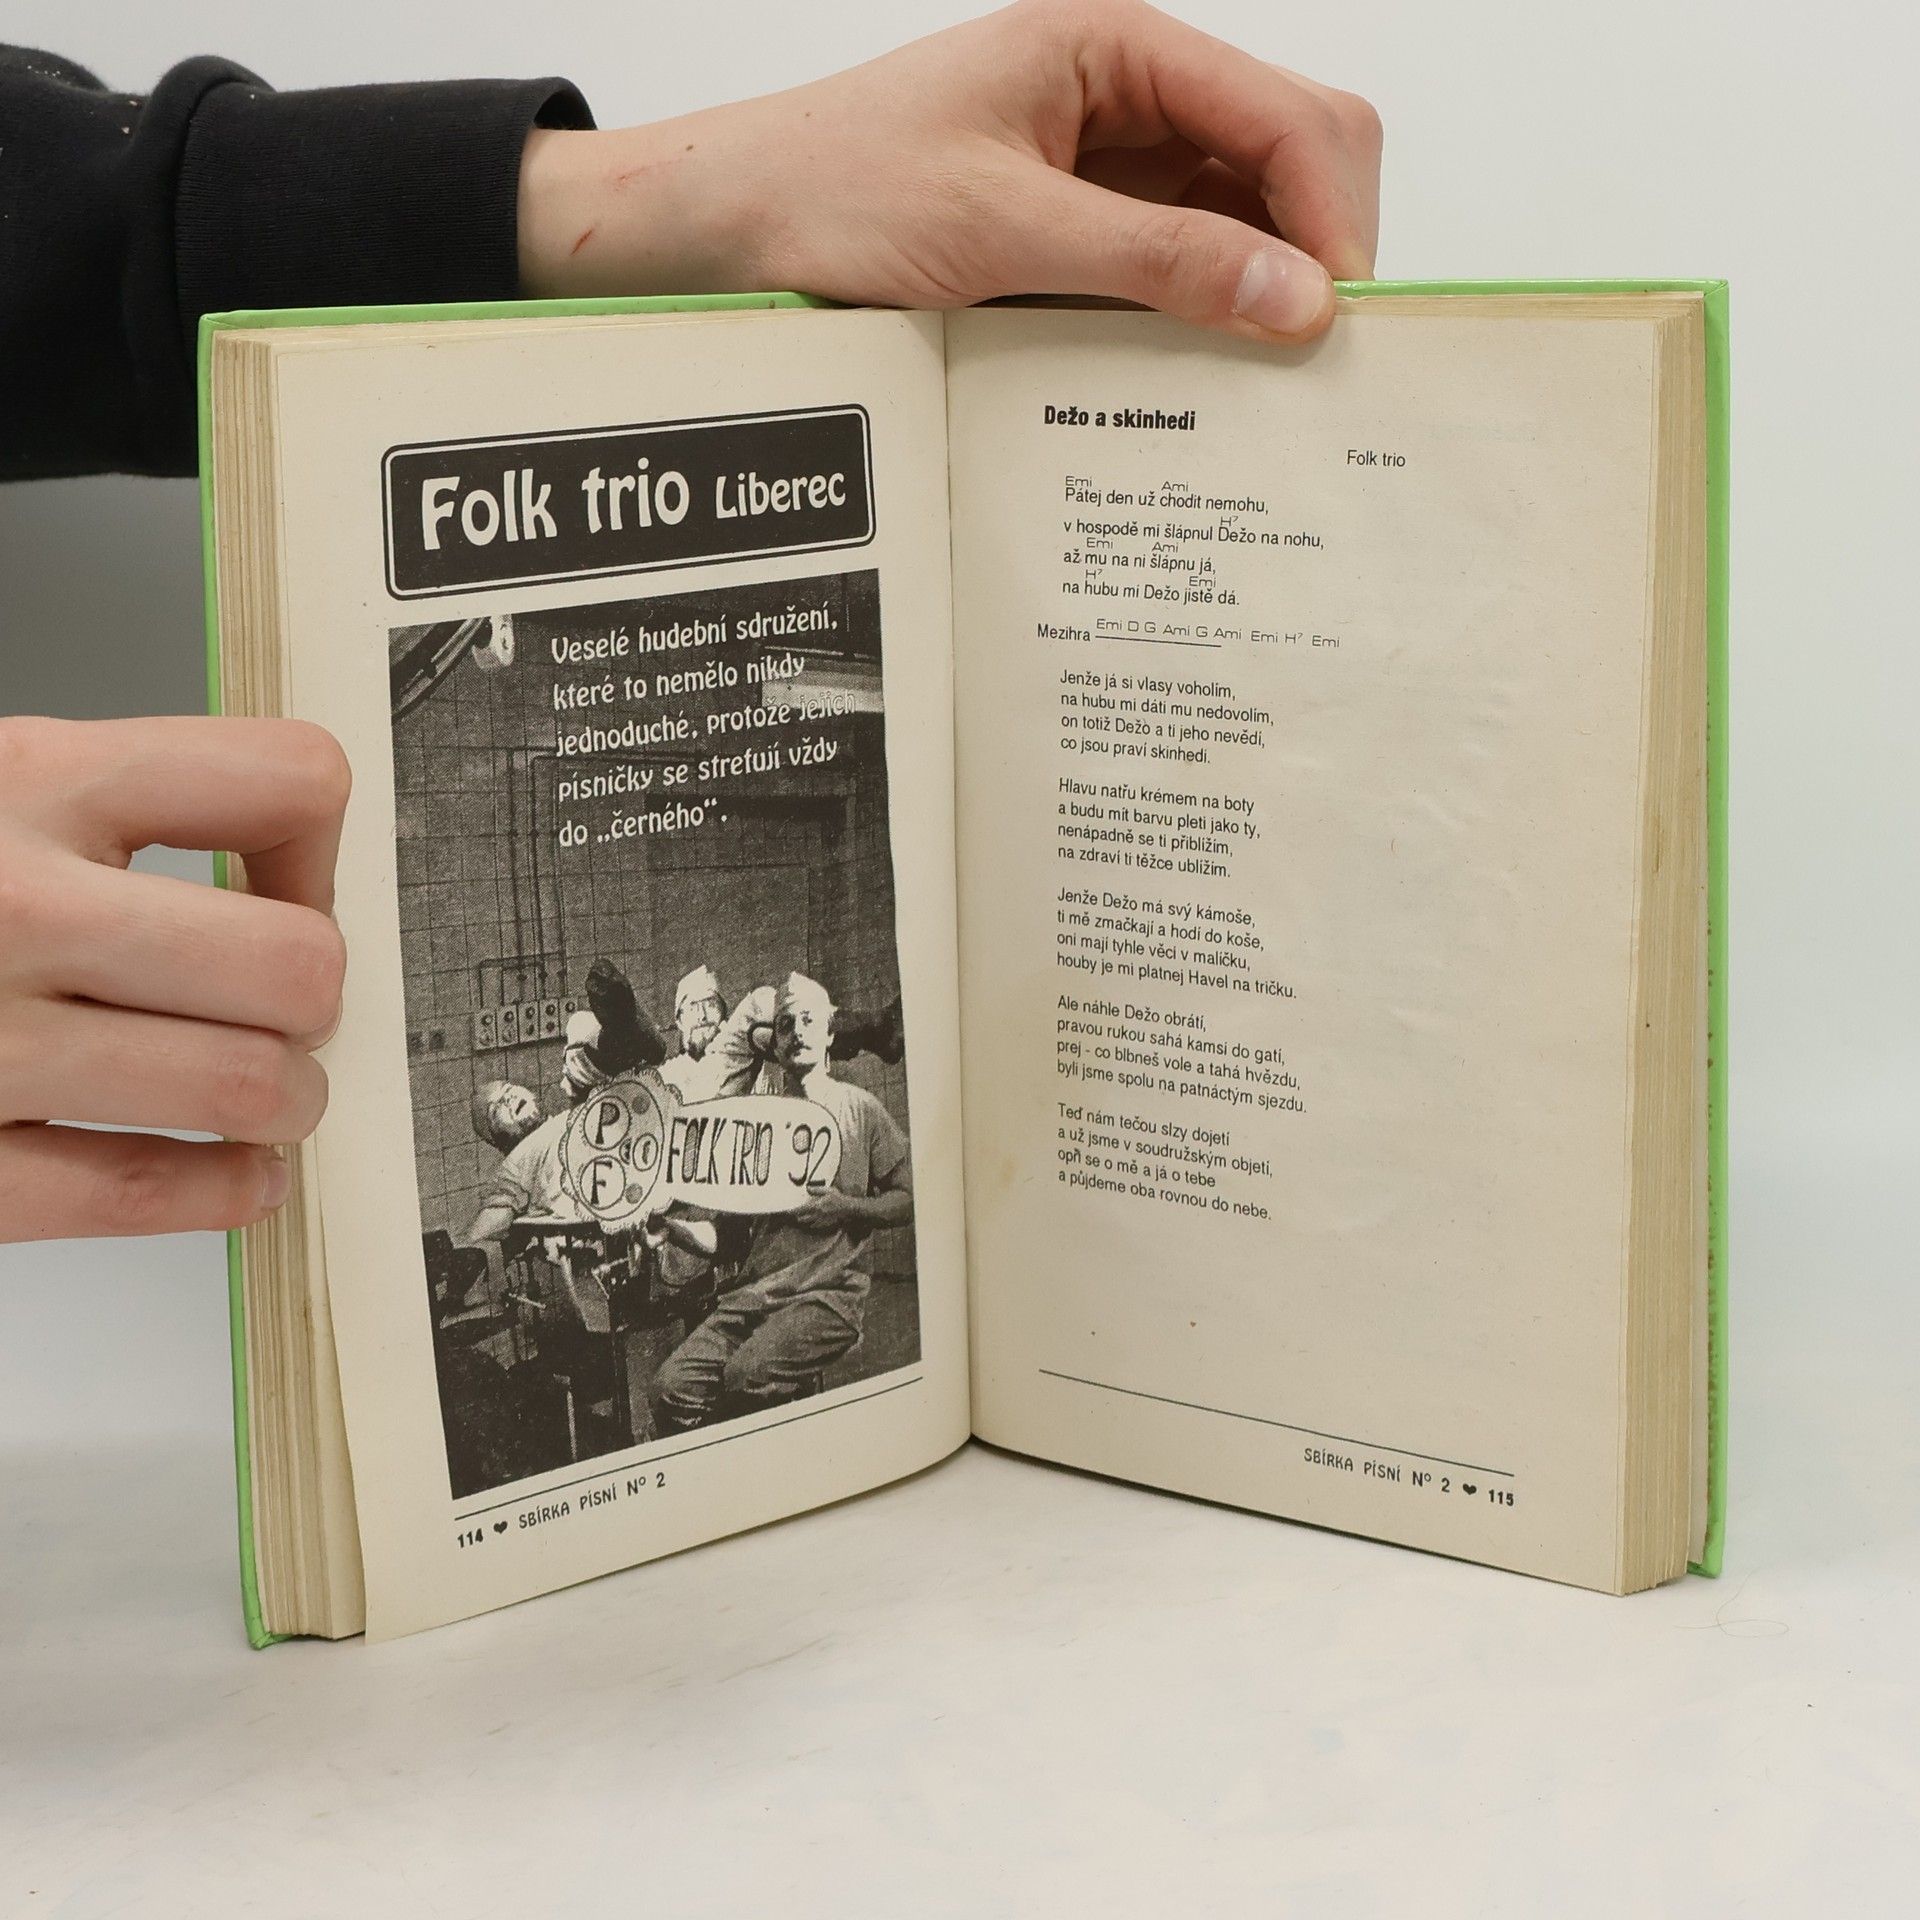 Folk trio Liberec
Veselé hudební sdružení,
které to nemělo nikdy
jednoduché, protože jejich
písničky se strefují vždy
do „černého“.
P
F
FOLK TRIO '92
114 ❤ SBÍRKA PÍSNÍ Nº 2
Dežo a skinhedi
Folk trio
Emi Ami
Pátej den už chodit nemohu,
H⁷
v hospodě mi šlápnul Dežo na nohu,
Emi Ami
až mu na ni šlápnu já,
H⁷ Emi
na hubu mi Dežo jistě dá.
Mezihra Emi D G Ami G Ami Emi H⁷ Emi
Jenže já si vlasy voholím,
na hubu mi dáti mu nedovolím,
on totiž Dežo a ti jeho nevědí,
co jsou praví skinhedi.
Hlavu natřu krémem na boty
a budu mít barvu pleti jako ty,
nenápadně se ti přiblížim,
na zdraví ti těžce ublížim.
Jenže Dežo má svý kámoše,
ti mě zmačkají a hodí do koše,
oni mají tyhle věci v malíčku,
houby je mi platnej Havel na tričku.
Ale náhle Dežo obrátí,
pravou rukou sahá kamsi do gatí,
prej - co blbneš vole a tahá hvězdu,
byli jsme spolu na patnáctým sjezdu.
Teď nám tečou slzy dojetí
a už jsme v soudružským objetí,
opři se o mě a já o tebe
a půjdeme oba rovnou do nebe.
SBÍRKA PÍSNÍ Nº 2 ❤ 115